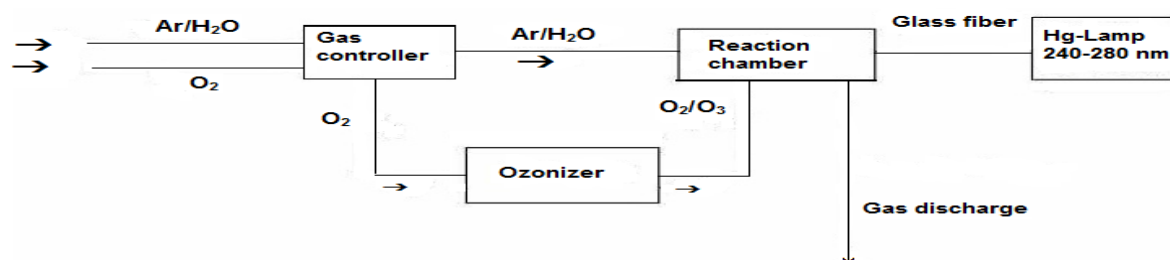 Ar/H₂O
Gas
controller
O₂
Ar/H₂O
Reaction
chamber
Glass fiber
Hg-Lamp
240-280 nm
O₂
O₂/O₃
Ozonizer
Gas discharge